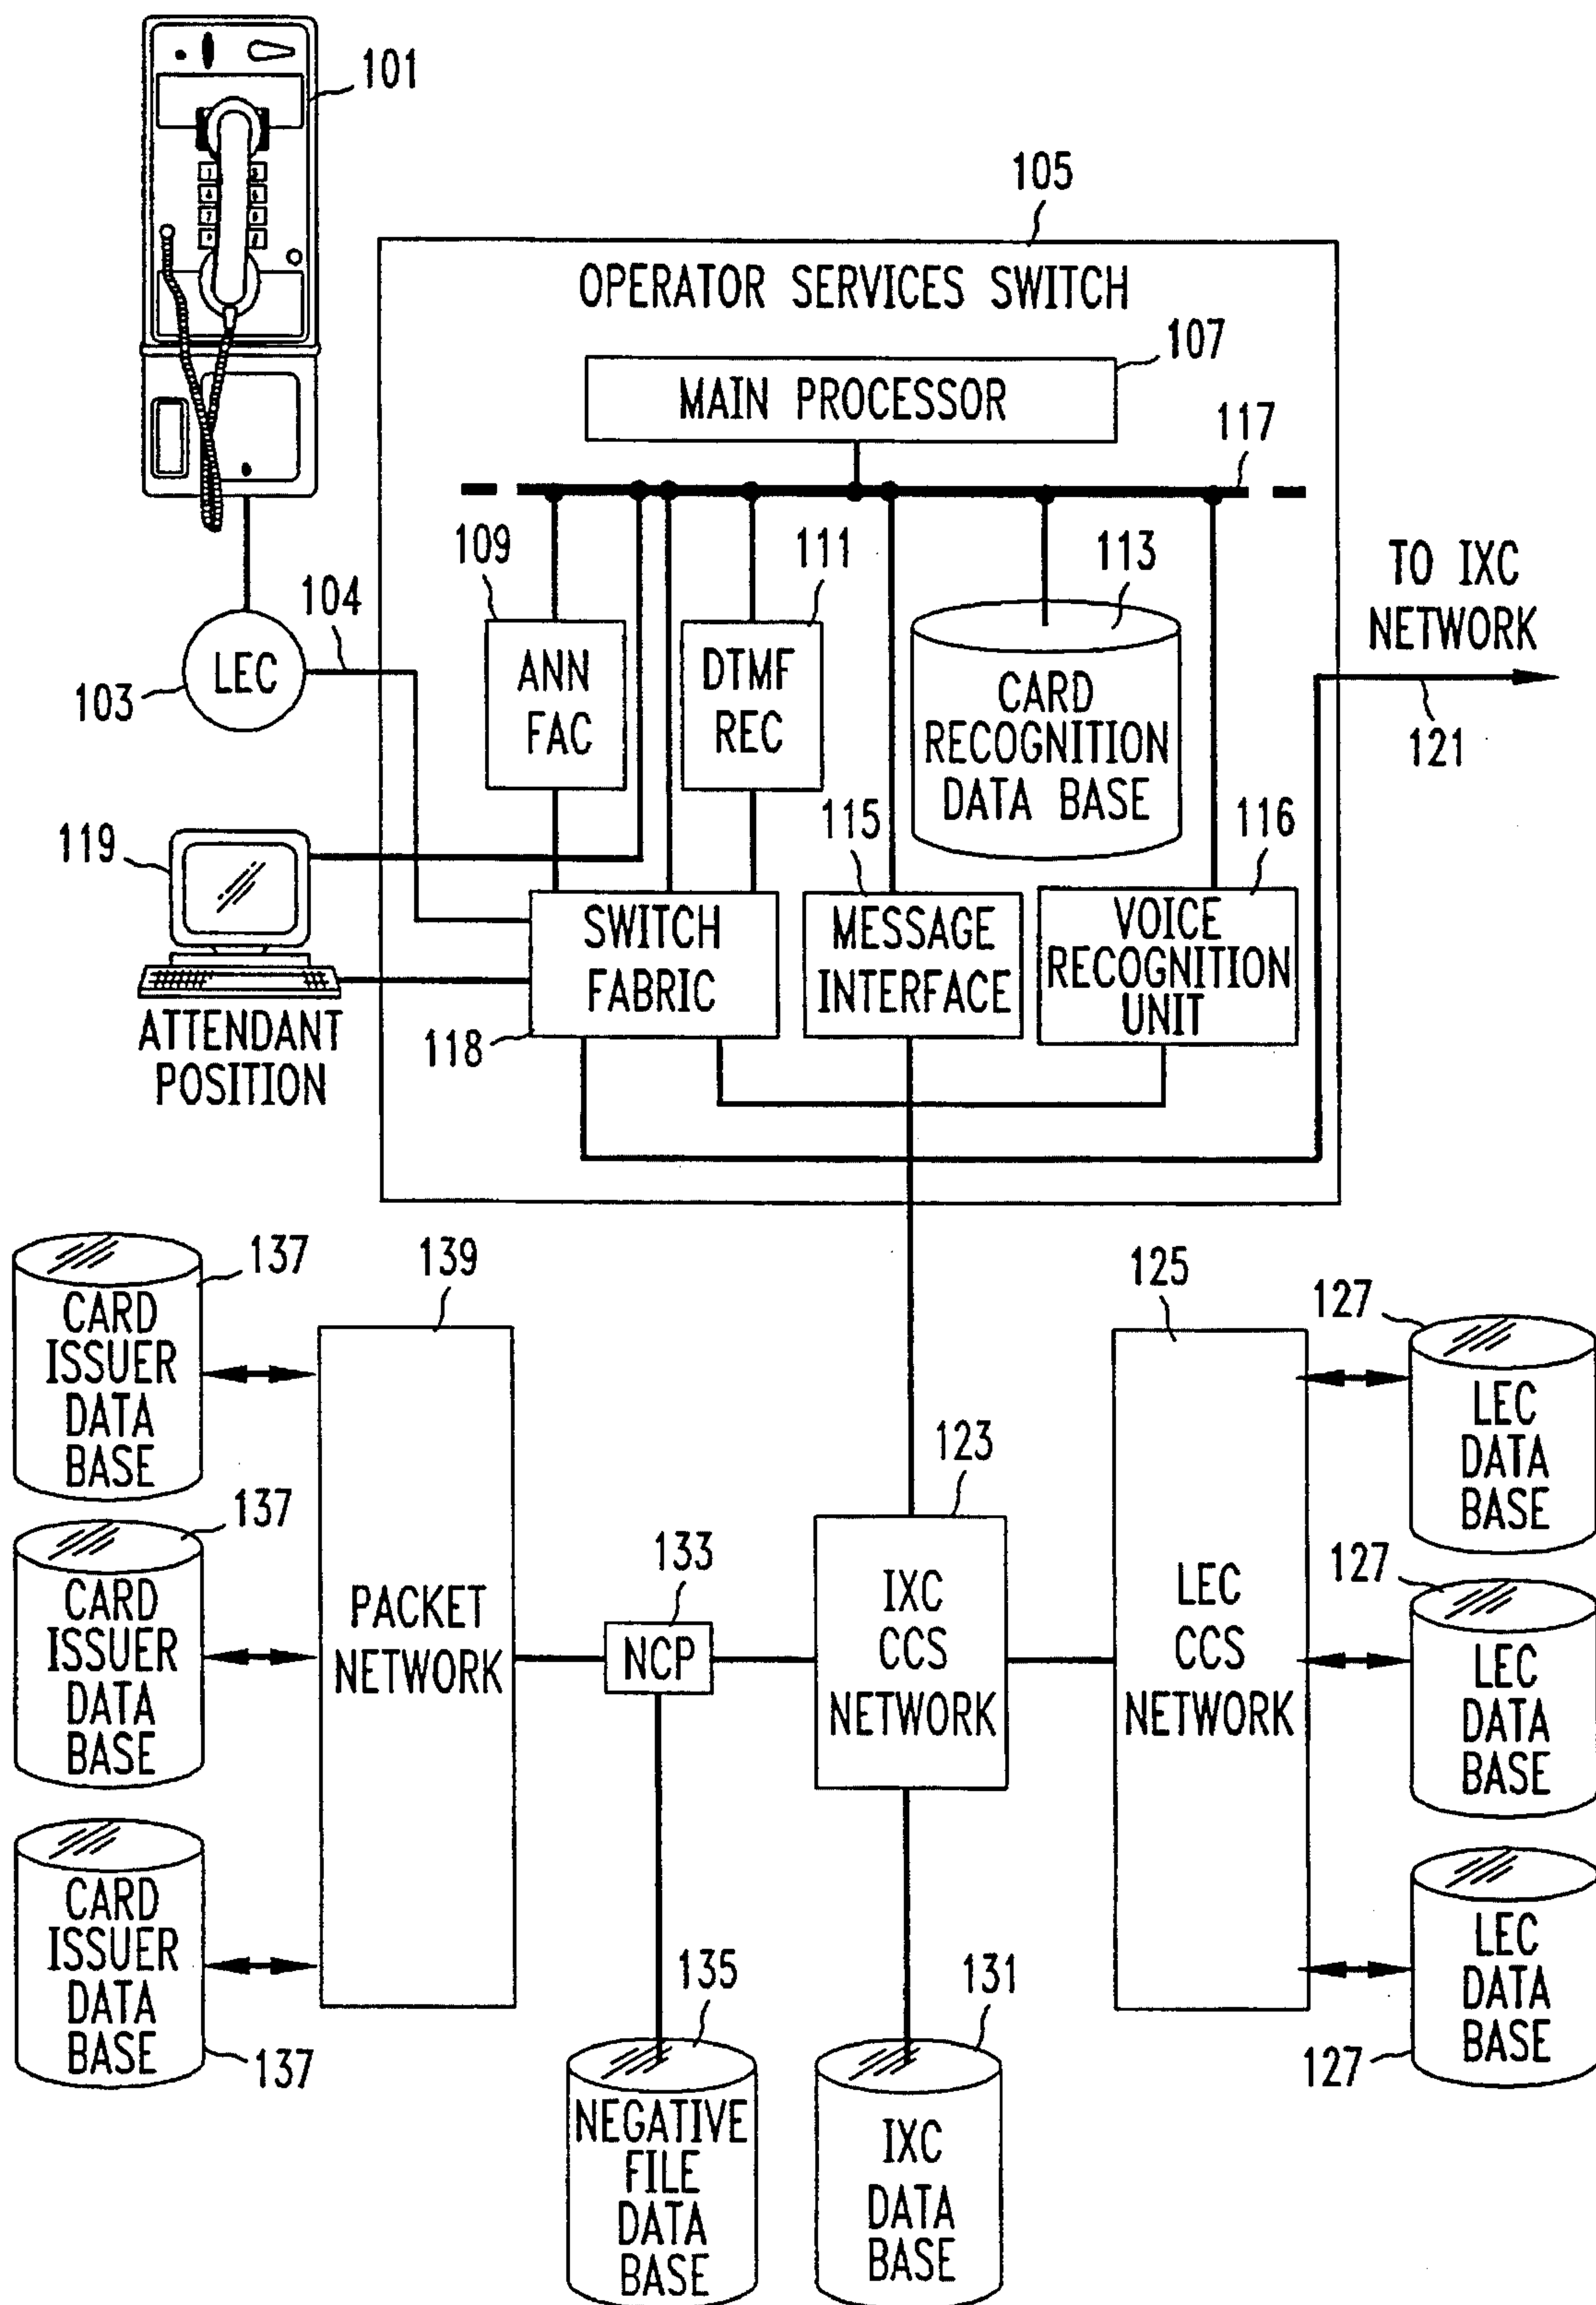 101
105
OPERATOR SERVICES SWITCH
107
MAIN PROCESSOR
117
109
111
113
104
TO IXC
NETWORK
LEC
103
ANN
FAC
DTMF
REC
CARD
RECOGNITION
DATA BASE
121
119
115
116
SWITCH
FABRIC
MESSAGE
INTERFACE
VOICE
RECOGNITION
UNIT
118
ATTENDANT
POSITION
137
CARD
ISSUER
DATA
BASE
139
125
127
LEC
DATA
BASE
137
CARD
ISSUER
DATA
BASE
PACKET
NETWORK
133
NCP
123
IXC
CCS
NETWORK
LEC
CCS
NETWORK
127
LEC
DATA
BASE
CARD
ISSUER
DATA
BASE
137
135
131
LEC
DATA
BASE
127
NEGATIVE
FILE
DATA
BASE
IXC
DATA
BASE